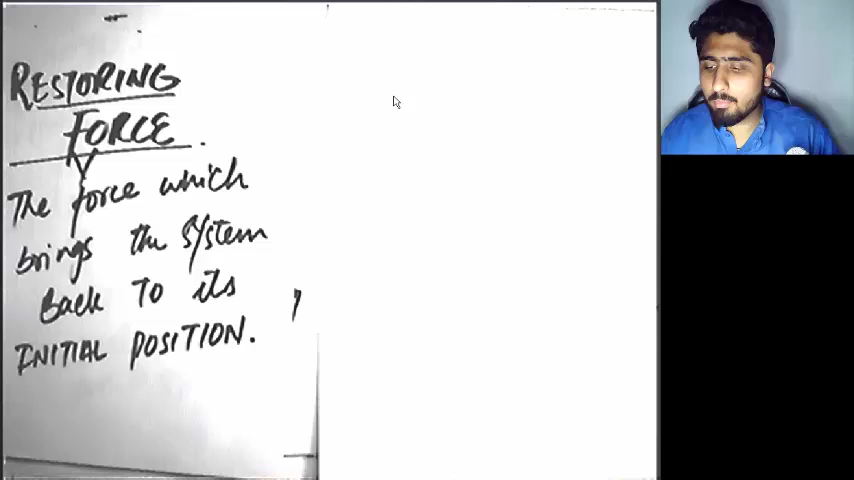 RESTORING
FORCE.
The force which
brings the system
Back To its
INITIAL POSITION.